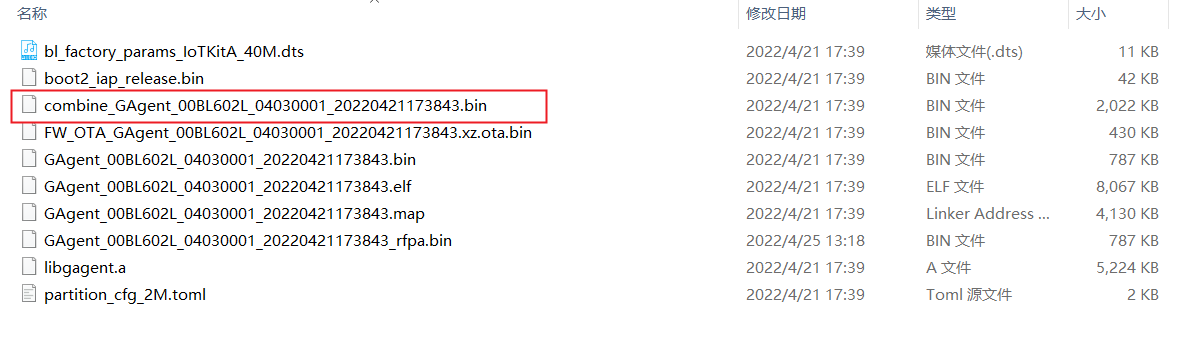 名称 修改日期 类型 大小
bl_factory_params_IoTKitA_40M.dts 2022/4/21 17:39 媒体文件(.dts) 11 KB
boot2_iap_release.bin 2022/4/21 17:39 BIN 文件 42 KB
combine_GAgent_00BL602L_04030001_20220421173843.bin 2022/4/21 17:39 BIN 文件 2,022 KB
FW_OTA_GAgent_00BL602L_04030001_20220421173843.xz.ota.bin 2022/4/21 17:39 BIN 文件 430 KB
GAgent_00BL602L_04030001_20220421173843.bin 2022/4/21 17:39 BIN 文件 787 KB
GAgent_00BL602L_04030001_20220421173843.elf 2022/4/21 17:39 ELF 文件 8,067 KB
GAgent_00BL602L_04030001_20220421173843.map 2022/4/21 17:39 Linker Address ... 4,130 KB
GAgent_00BL602L_04030001_20220421173843_rfpa.bin 2022/4/25 13:18 BIN 文件 787 KB
libgagent.a 2022/4/21 17:39 A 文件 5,224 KB
partition_cfg_2M.toml 2022/4/21 17:39 Toml 源文件 2 KB